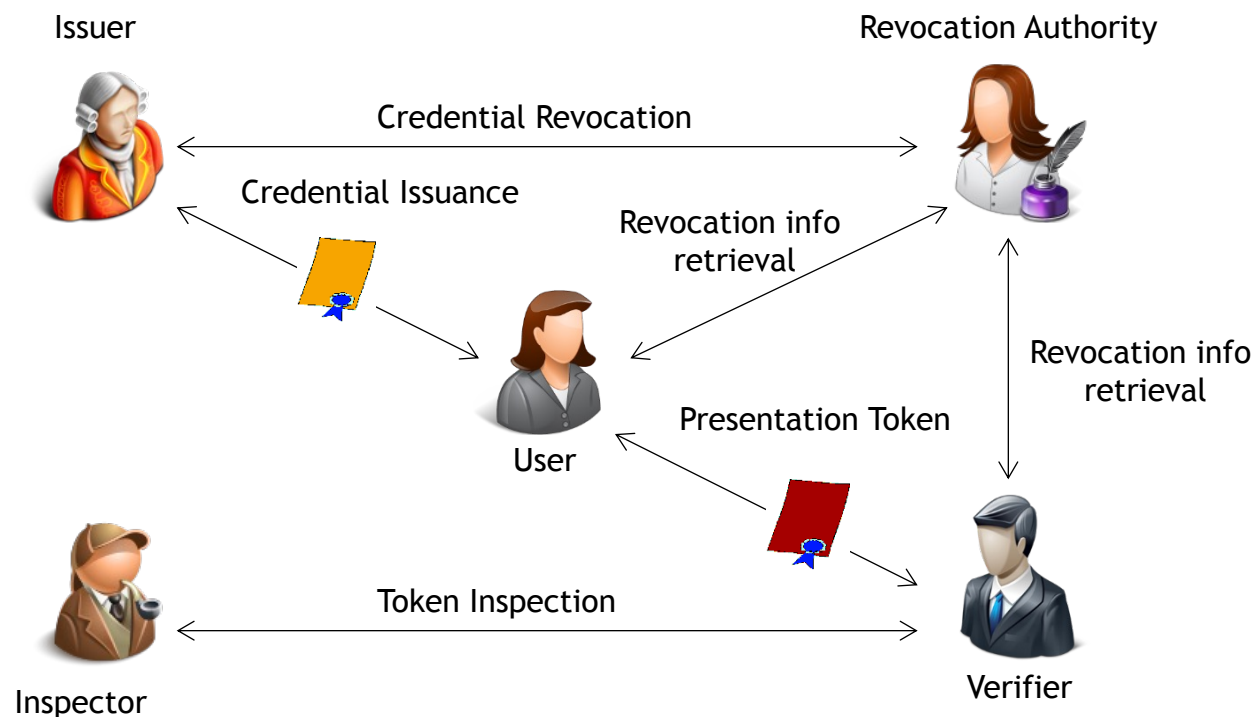 Issuer
Revocation Authority
Credential Revocation
Credential Issuance
Revocation info
retrieval
Revocation info
retrieval
Presentation Token
User
Token Inspection
Verifier
Inspector